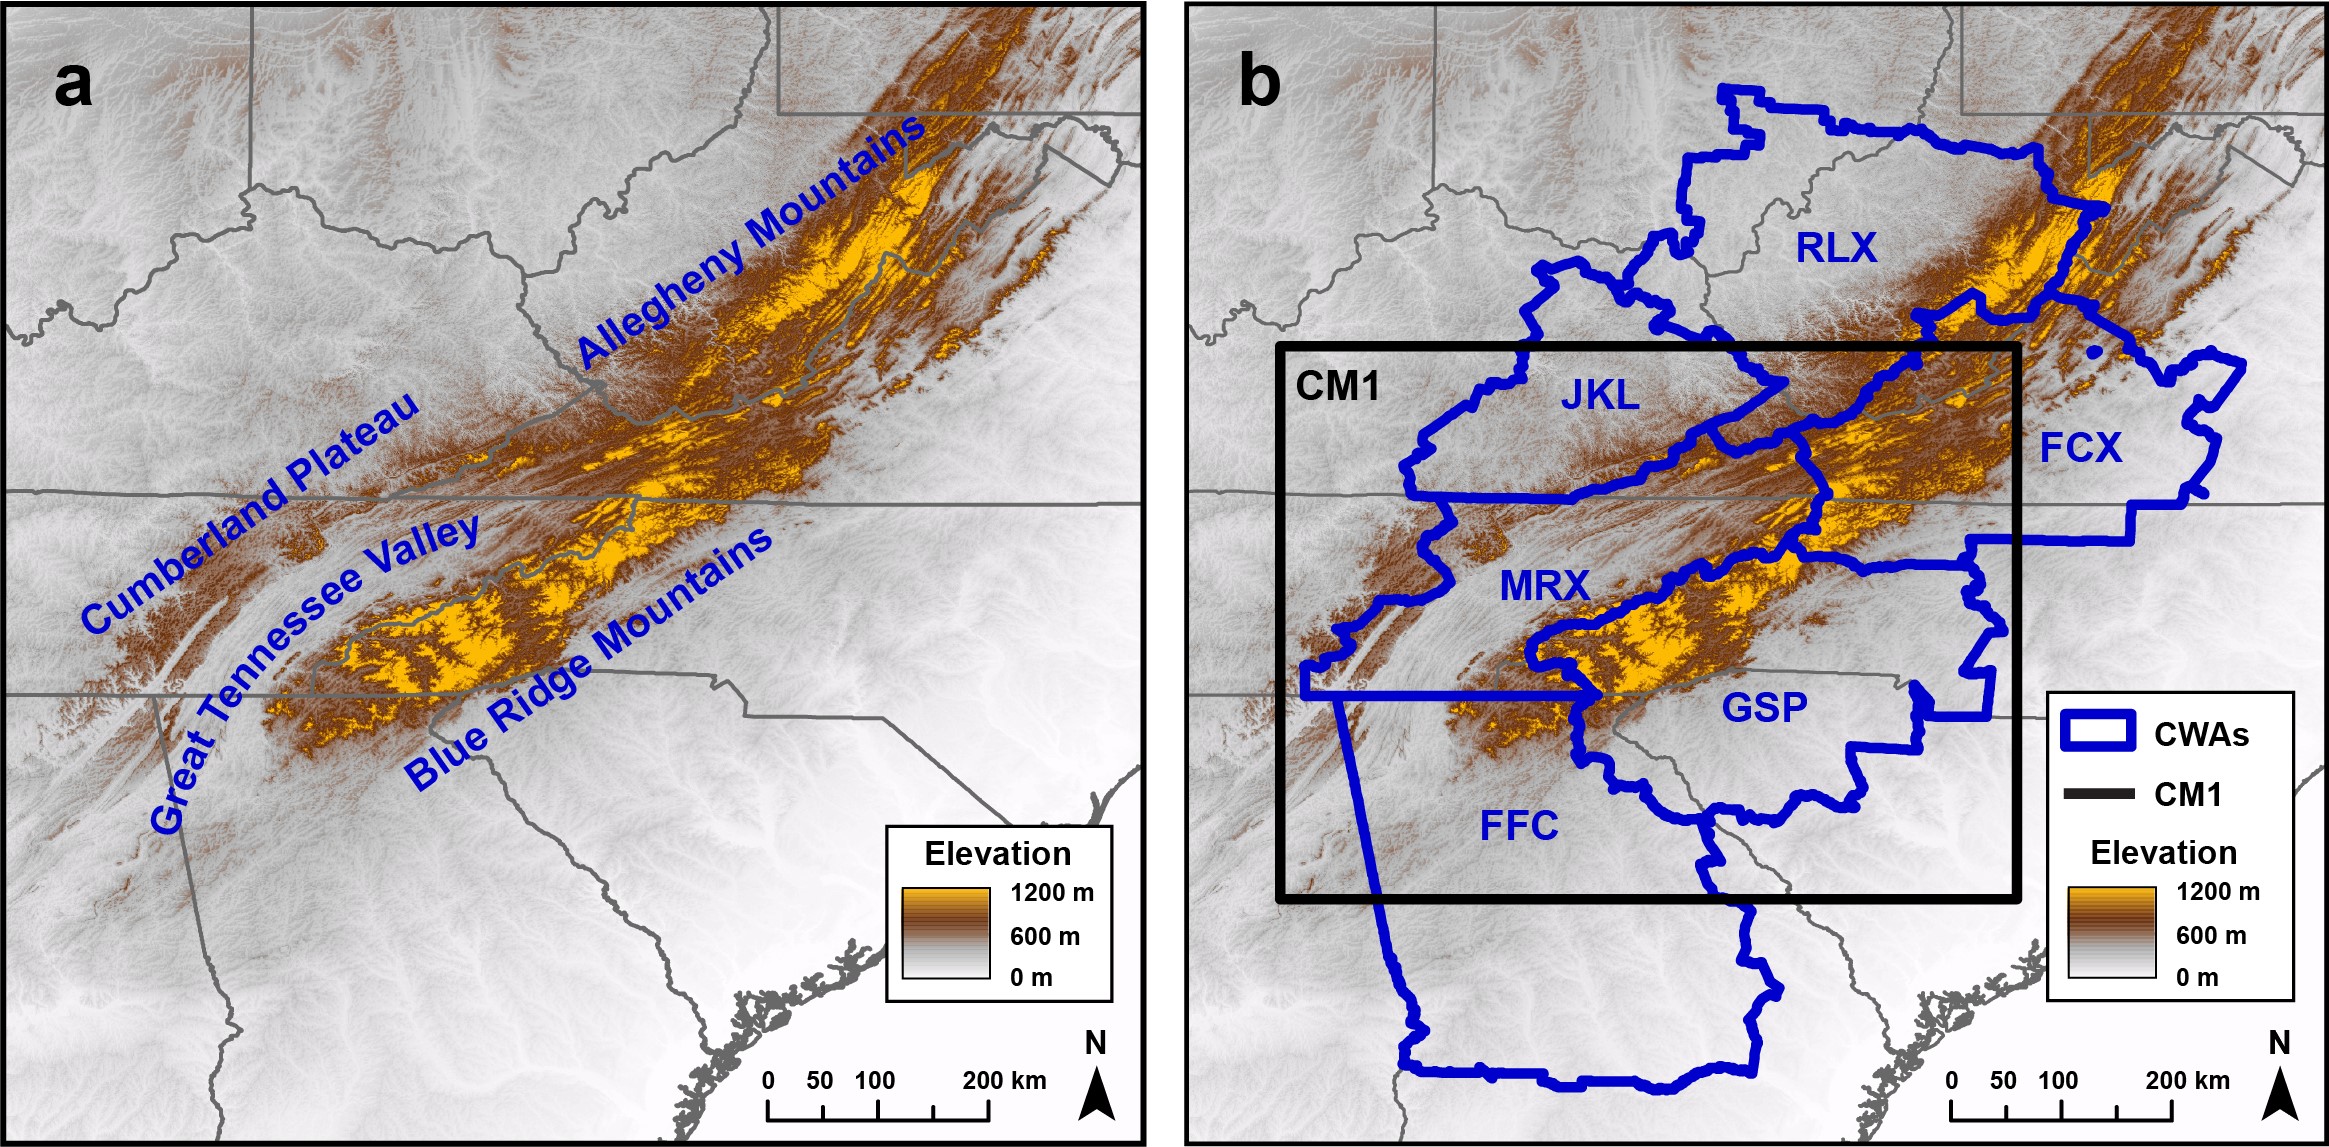 a
Allegheny Mountains
Cumberland Plateau
Great Tennessee Valley
Blue Ridge Mountains
Elevation
1200 m
600 m
0 m
N
0 50 100 200 km
b
RLX
CM1
JKL
FCX
MRX
GSP
FFC
CWAs
CM1
Elevation
1200 m
600 m
0 m
N
0 50 100 200 km